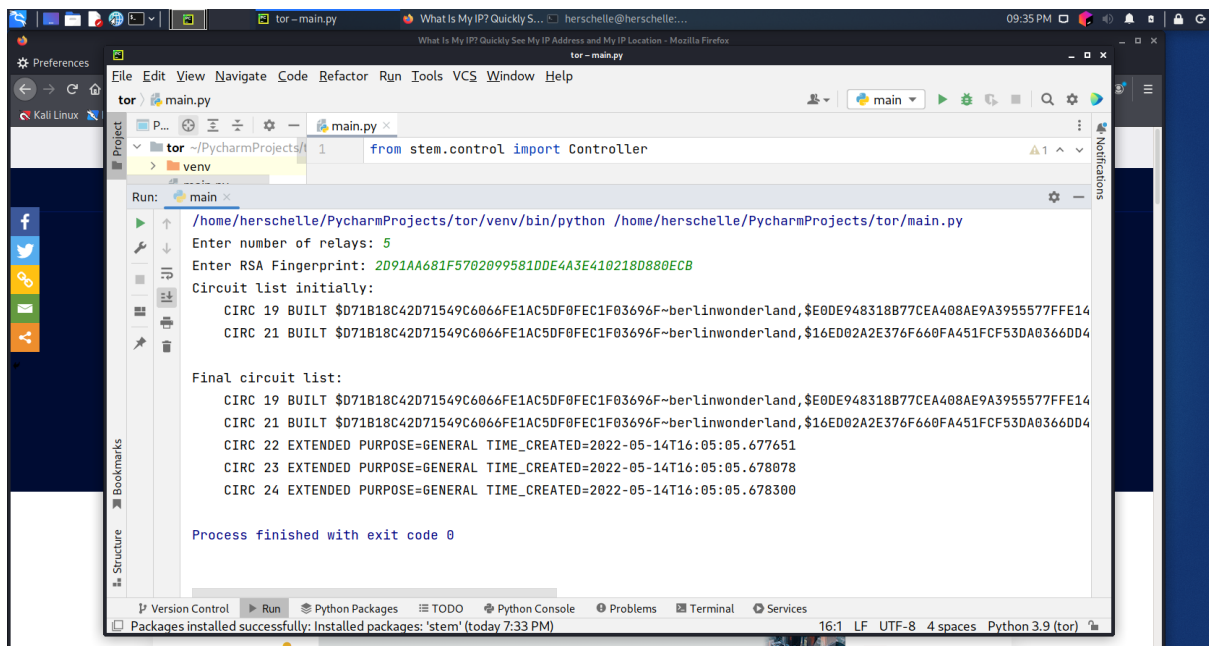 tor – main.py
What Is My IP? Quickly S...
herschelle@herschelle:...
09:35 PM
What Is My IP? Quickly See My IP Address and My IP Location - Mozilla Firefox
Preferences
tor – main.py
File Edit View Navigate Code Refactor Run Tools VCS Window Help
tor main.py
main
Kali Linux
Project
P...
main.py
Notifications
tor ~/PycharmProjects/t
1 from stem.control import Controller
1
venv
Run: main
/home/herschelle/PycharmProjects/tor/venv/bin/python /home/herschelle/PycharmProjects/tor/main.py
Enter number of relays: 5
Enter RSA Fingerprint: 2D91AA681F5702099581DDE4A3E410218D880ECB
Circuit list initially:
CIRC 19 BUILT $D71B18C42D71549C6066FE1AC5DF0FEC1F03696F~berlinwonderland,$E0DE948318B77CEA408AE9A3955577FFE14
CIRC 21 BUILT $D71B18C42D71549C6066FE1AC5DF0FEC1F03696F~berlinwonderland,$16ED02A2E376F660FA451FCF53DA0366DD4
Final circuit list:
CIRC 19 BUILT $D71B18C42D71549C6066FE1AC5DF0FEC1F03696F~berlinwonderland,$E0DE948318B77CEA408AE9A3955577FFE14
CIRC 21 BUILT $D71B18C42D71549C6066FE1AC5DF0FEC1F03696F~berlinwonderland,$16ED02A2E376F660FA451FCF53DA0366DD4
CIRC 22 EXTENDED PURPOSE=GENERAL TIME_CREATED=2022-05-14T16:05:05.677651
CIRC 23 EXTENDED PURPOSE=GENERAL TIME_CREATED=2022-05-14T16:05:05.678078
CIRC 24 EXTENDED PURPOSE=GENERAL TIME_CREATED=2022-05-14T16:05:05.678300
Process finished with exit code 0
Bookmarks
Structure
Version Control Run Python Packages TODO Python Console Problems Terminal Services
Packages installed successfully: Installed packages: 'stem' (today 7:33 PM)
16:1 LF UTF-8 4 spaces Python 3.9 (tor)